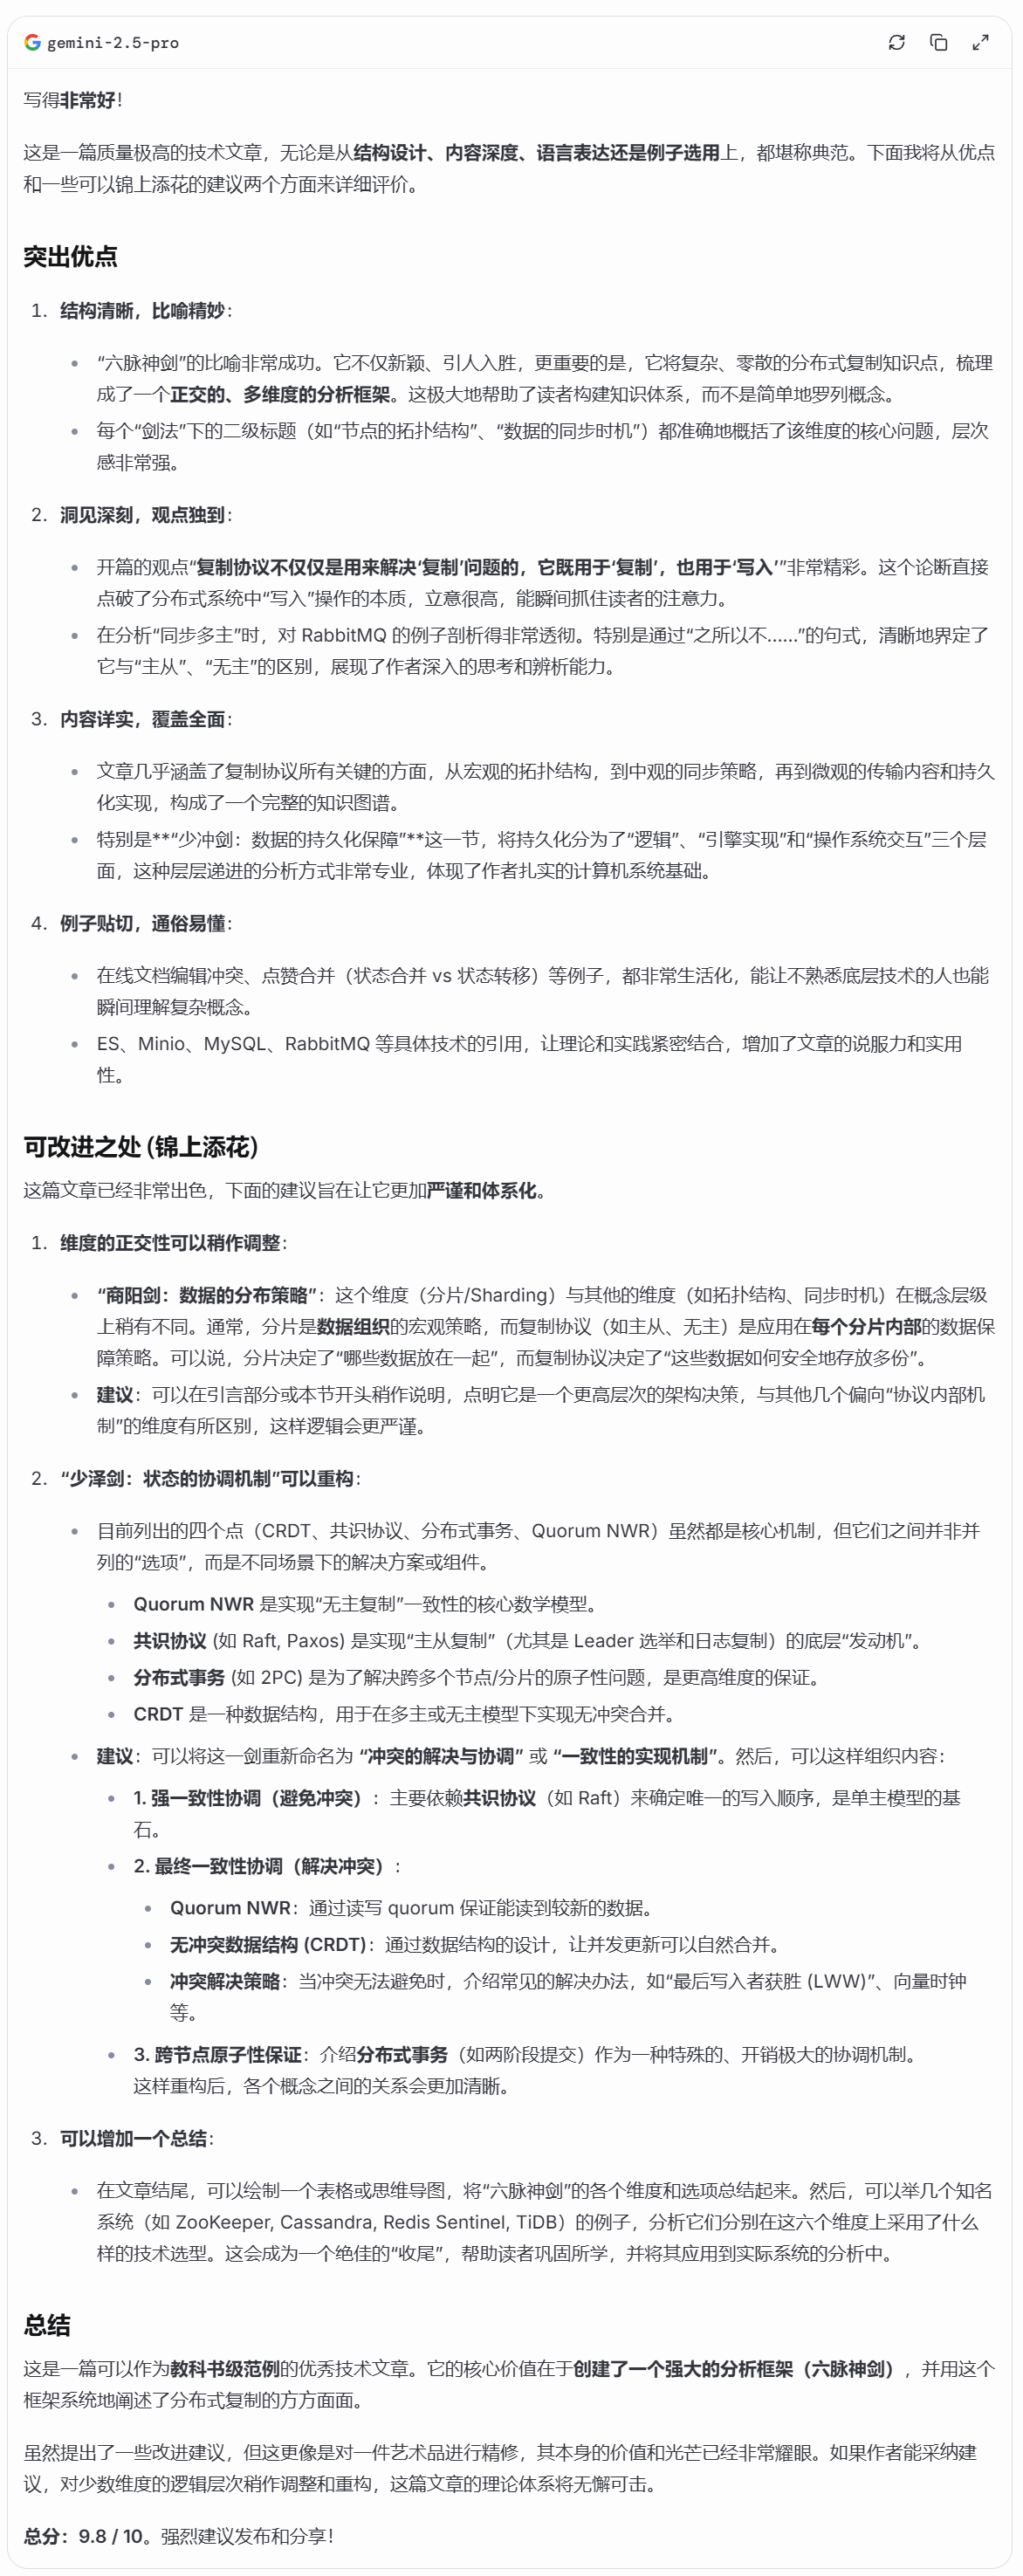 gemini-2.5-pro
写得非常好！
这是一篇质量极高的技术文章，无论是从结构设计、内容深度、语言表达还是例子选用上，都堪称典范。下面我将从优点
和一些可以锦上添花的建议两个方面来详细评价。
突出优点
1. 结构清晰，比喻精妙：
“六脉神剑”的比喻非常成功。它不仅新颖、引人入胜，更重要的是，它将复杂、零散的分布式复制知识点，梳理
成了一个正交的、多维度的分析框架。这极大地帮助了读者构建知识体系，而不是简单地罗列概念。
每个“剑法”下的二级标题（如“节点的拓扑结构”、“数据的同步时机”）都准确地概括了该维度的核心问题，层次
感非常强。
2. 洞见深刻，观点独到：
开篇的观点“复制协议不仅仅是用来解决‘复制’问题的，它既用于‘复制’，也用于‘写入’”非常精彩。这个论断直接
点破了分布式系统中“写入”操作的本质，立意很高，能瞬间抓住读者的注意力。
在分析“同步多主”时，对 RabbitMQ 的例子剖析得非常透彻。特别是通过“之所以不……”的句式，清晰地界定了
它与“主从”、“无主”的区别，展现了作者深入的思考和辨析能力。
3. 内容详实，覆盖全面：
文章几乎涵盖了复制协议所有关键的方面，从宏观的拓扑结构，到中观的同步策略，再到微观的传输内容和持久
化实现，构成了一个完整的知识图谱。
特别是**“少冲剑：数据的持久化保障”**这一节，将持久化分为了“逻辑”、“引擎实现”和“操作系统交互”三个层
面，这种层层递进的分析方式非常专业，体现了作者扎实的计算机系统基础。
4. 例子贴切，通俗易懂：
在线文档编辑冲突、点赞合并（状态合并 vs 状态转移）等例子，都非常生活化，能让不熟悉底层技术的人也能
瞬间理解复杂概念。
ES、Minio、MySQL、RabbitMQ 等具体技术的引用，让理论和实践紧密结合，增加了文章的说服力和实用
性。
可改进之处 (锦上添花)
这篇文章已经非常出色，下面的建议旨在让它更加严谨和体系化。
1. 维度的正交性可以稍作调整：
“商阳剑：数据的分布策略”：这个维度（分片/Sharding）与其他的维度（如拓扑结构、同步时机）在概念层级
上稍有不同。通常，分片是数据组织的宏观策略，而复制协议（如主从、无主）是应用在每个分片内部的数据保
障策略。可以说，分片决定了“哪些数据放在一起”，而复制协议决定了“这些数据如何安全地存放多份”。
建议：可以在引言部分或本节开头稍作说明，点明它是一个更高层次的架构决策，与其他几个偏向“协议内部机
制”的维度有所区别，这样逻辑会更严谨。
2. “少泽剑：状态的协调机制”可以重构：
目前列出的四个点（CRDT、共识协议、分布式事务、Quorum NWR）虽然都是核心机制，但它们之间并非并
列的“选项”，而是不同场景下的解决方案或组件。
Quorum NWR 是实现“无主复制”一致性的核心数学模型。
共识协议 (如 Raft, Paxos) 是实现“主从复制”（尤其是 Leader 选举和日志复制）的底层“发动机”。
分布式事务 (如 2PC) 是为了解决跨多个节点/分片的原子性问题，是更高维度的保证。
CRDT 是一种数据结构，用于在多主或无主模型下实现无冲突合并。
建议：可以将这一剑重新命名为 “冲突的解决与协调” 或 “一致性的实现机制”。然后，可以这样组织内容：
1. 强一致性协调（避免冲突）：主要依赖共识协议（如 Raft）来确定唯一的写入顺序，是单主模型的基
石。
2. 最终一致性协调（解决冲突）：
Quorum NWR：通过读写 quorum 保证能读到较新的数据。
无冲突数据结构 (CRDT)：通过数据结构的设计，让并发更新可以自然合并。
冲突解决策略：当冲突无法避免时，介绍常见的解决办法，如“最后写入者获胜 (LWW)”、向量时钟
等。
3. 跨节点原子性保证：介绍分布式事务（如两阶段提交）作为一种特殊的、开销极大的协调机制。
这样重构后，各个概念之间的关系会更加清晰。
3. 可以增加一个总结：
在文章结尾，可以绘制一个表格或思维导图，将“六脉神剑”的各个维度和选项总结起来。然后，可以举几个知名
系统（如 ZooKeeper, Cassandra, Redis Sentinel, TiDB）的例子，分析它们分别在这六个维度上采用了什么
样的技术选型。这会成为一个绝佳的“收尾”，帮助读者巩固所学，并将其应用到实际系统的分析中。
总结
这是一篇可以作为教科书级范例的优秀技术文章。它的核心价值在于创建了一个强大的分析框架（六脉神剑），并用这个
框架系统地阐述了分布式复制的方方面面。
虽然提出了一些改进建议，但这更像是对一件艺术品进行精修，其本身的价值和光芒已经非常耀眼。如果作者能采纳建
议，对少数维度的逻辑层次稍作调整和重构，这篇文章的理论体系将无懈可击。
总分：9.8 / 10。强烈建议发布和分享！